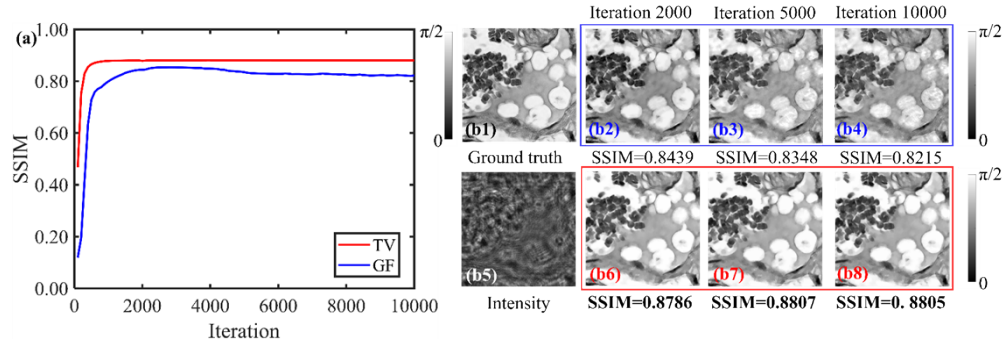 (a)
1.00
0.80
0.60
0.40
0.20
0.00
SSIM
0 2000 4000 6000 8000 10000
Iteration
TV
GF
π/2
0
Iteration 2000 Iteration 5000 Iteration 10000
π/2
0
(b1) (b2) (b3) (b4)
Ground truth SSIM=0.8439 SSIM=0.8348 SSIM=0.8215
π/2
0
(b5) (b6) (b7) (b8)
Intensity SSIM=0.8786 SSIM=0.8807 SSIM=0. 8805